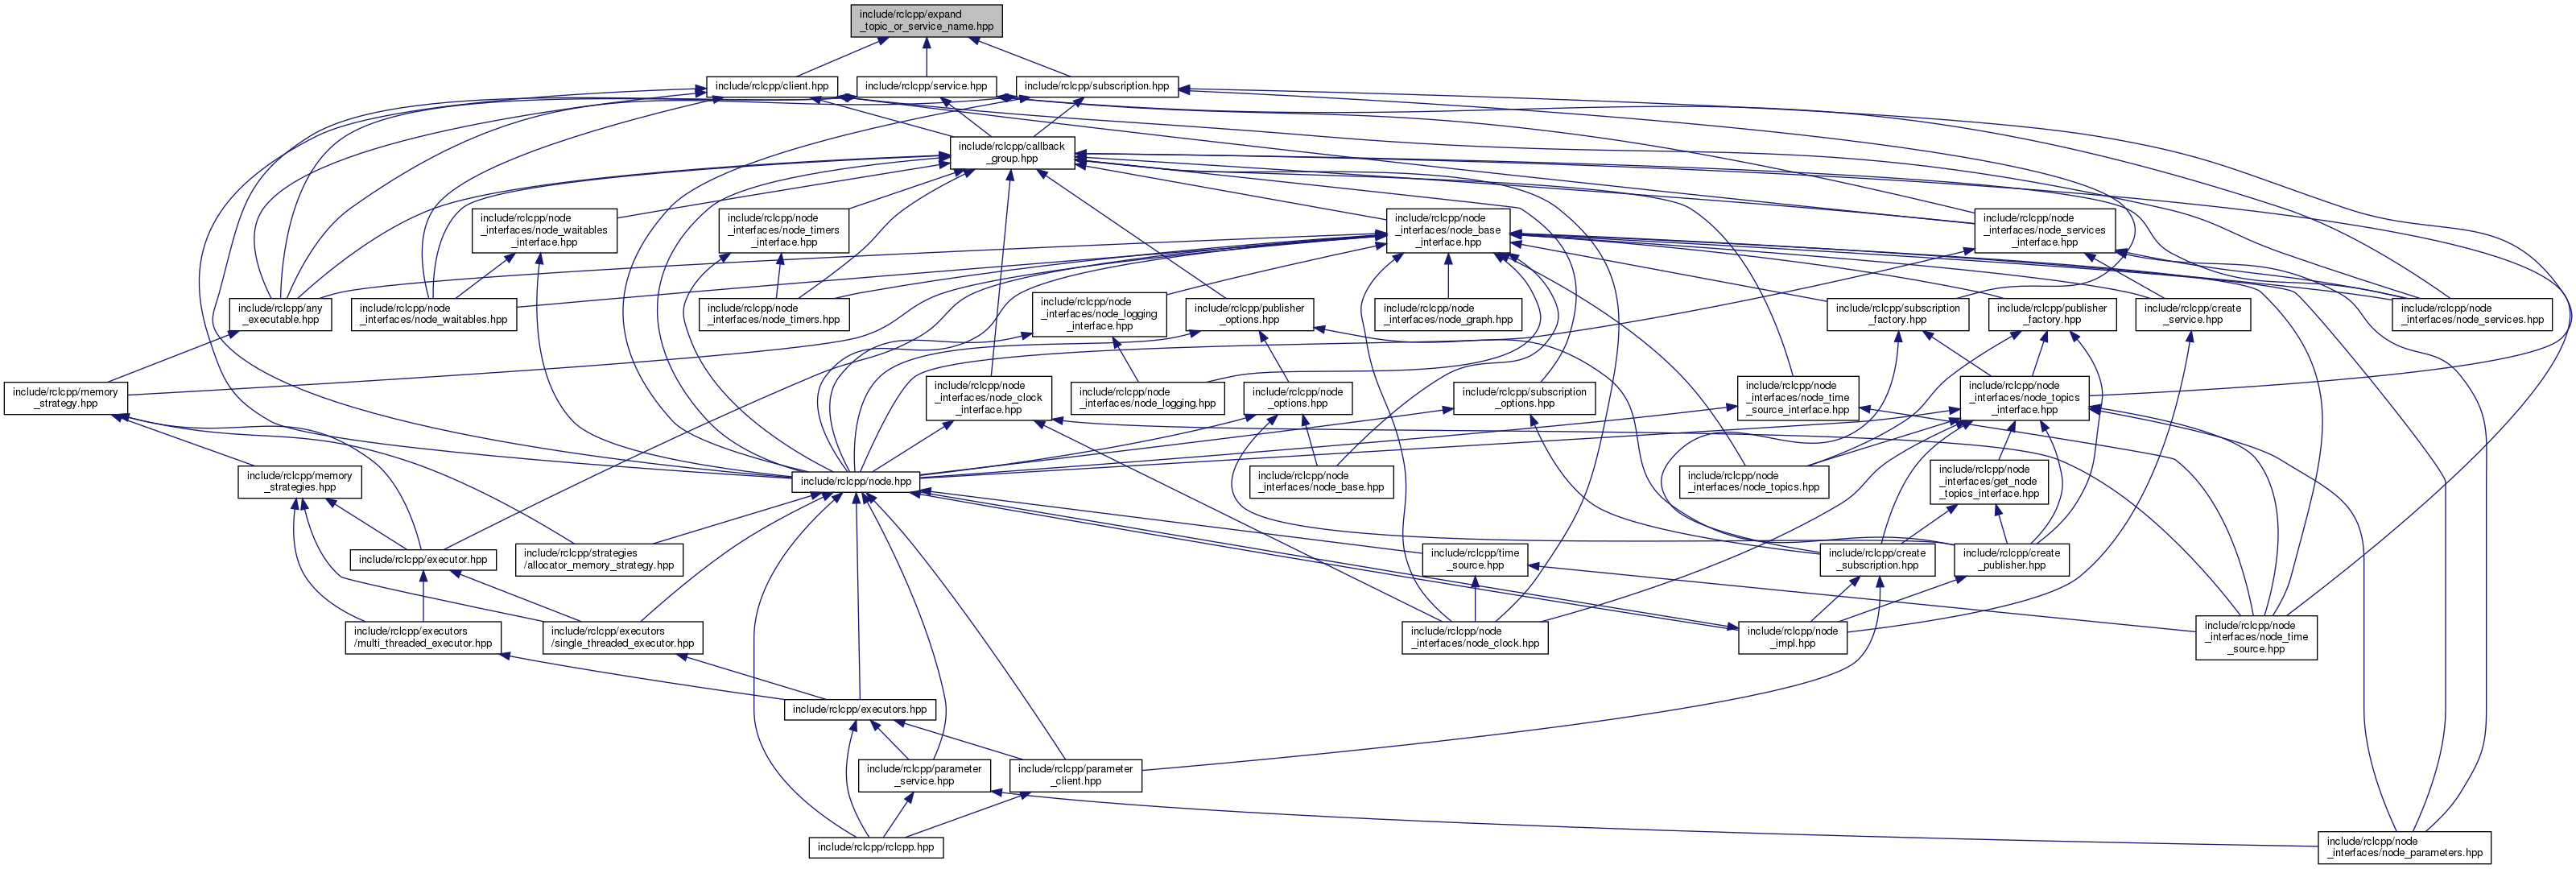 include/rclcpp/expand
_topic_or_service_name.hpp
include/rclcpp/client.hpp
include/rclcpp/service.hpp
include/rclcpp/subscription.hpp
include/rclcpp/callback
_group.hpp
include/rclcpp/node
_interfaces/node_waitables
_interface.hpp
include/rclcpp/node
_interfaces/node_timers
_interface.hpp
include/rclcpp/node
_interfaces/node_base
_interface.hpp
include/rclcpp/node
_interfaces/node_services
_interface.hpp
include/rclcpp/any
_executable.hpp
include/rclcpp/node
_interfaces/node_waitables.hpp
include/rclcpp/node
_interfaces/node_timers.hpp
include/rclcpp/node
_interfaces/node_logging
_interface.hpp
include/rclcpp/publisher
_options.hpp
include/rclcpp/node
_interfaces/node_graph.hpp
include/rclcpp/subscription
_factory.hpp
include/rclcpp/publisher
_factory.hpp
include/rclcpp/create
_service.hpp
include/rclcpp/node
_interfaces/node_services.hpp
include/rclcpp/memory
_strategy.hpp
include/rclcpp/node
_interfaces/node_clock
_interface.hpp
include/rclcpp/node
_interfaces/node_logging.hpp
include/rclcpp/node
_options.hpp
include/rclcpp/subscription
_options.hpp
include/rclcpp/node
_interfaces/node_time
_source_interface.hpp
include/rclcpp/node
_interfaces/node_topics
_interface.hpp
include/rclcpp/memory
_strategies.hpp
include/rclcpp/node.hpp
include/rclcpp/node
_interfaces/node_base.hpp
include/rclcpp/node
_interfaces/node_topics.hpp
include/rclcpp/node
_interfaces/get_node
_topics_interface.hpp
include/rclcpp/executor.hpp
include/rclcpp/strategies
/allocator_memory_strategy.hpp
include/rclcpp/time
_source.hpp
include/rclcpp/create
_subscription.hpp
include/rclcpp/create
_publisher.hpp
include/rclcpp/executors
/multi_threaded_executor.hpp
include/rclcpp/executors
/single_threaded_executor.hpp
include/rclcpp/node
_interfaces/node_clock.hpp
include/rclcpp/node
_impl.hpp
include/rclcpp/node
_interfaces/node_time
_source.hpp
include/rclcpp/executors.hpp
include/rclcpp/parameter
_service.hpp
include/rclcpp/parameter
_client.hpp
include/rclcpp/rclcpp.hpp
include/rclcpp/node
_interfaces/node_parameters.hpp